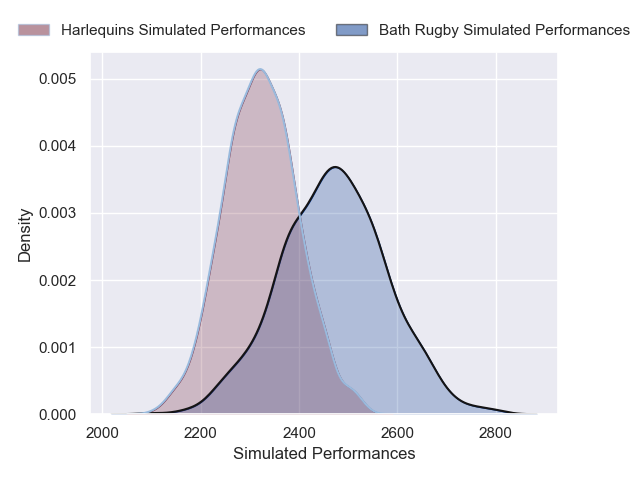 Harlequins Simulated Performances Bath Rugby Simulated Performances
0.005
0.004
0.003
0.002
0.001
0.000
Density
2000 2200 2400 2600 2800
Simulated Performances